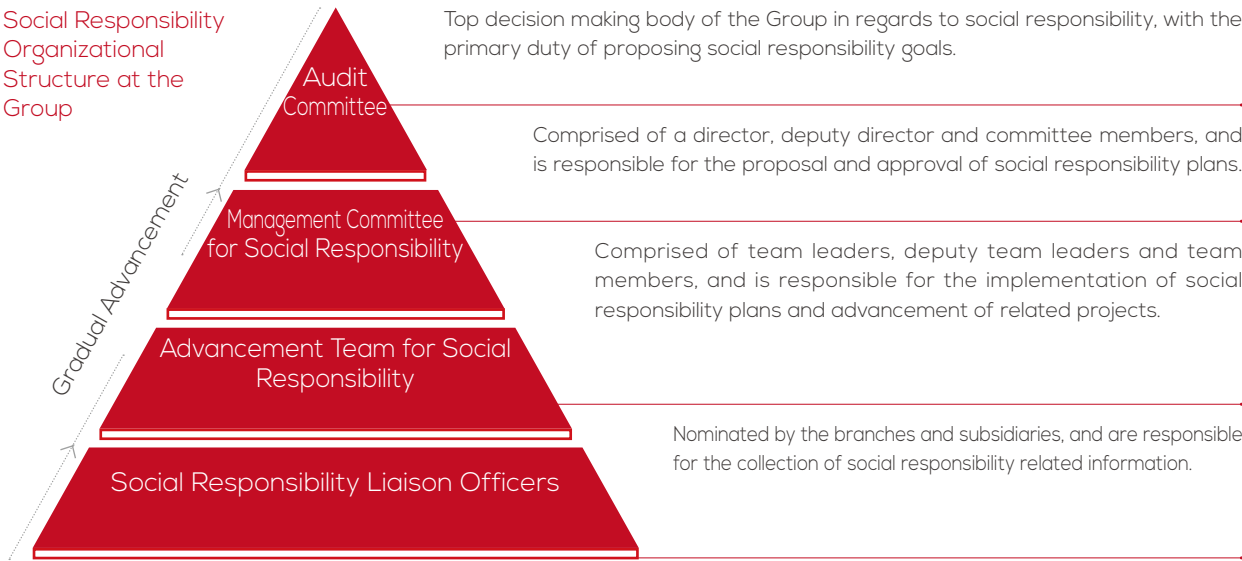 Social Responsibility
Organizational
Structure at the
Group
Gradual Advancement
Audit
Committee
Top decision making body of the Group in regards to social responsibility, with the
primary duty of proposing social responsibility goals.
Management Committee
for Social Responsibility
Comprised of a director, deputy director and committee members, and
is responsible for the proposal and approval of social responsibility plans.
Advancement Team for Social
Responsibility
Comprised of team leaders, deputy team leaders and team
members, and is responsible for the implementation of social
responsibility plans and advancement of related projects.
Social Responsibility Liaison Officers
Nominated by the branches and subsidiaries, and are responsible
for the collection of social responsibility related information.